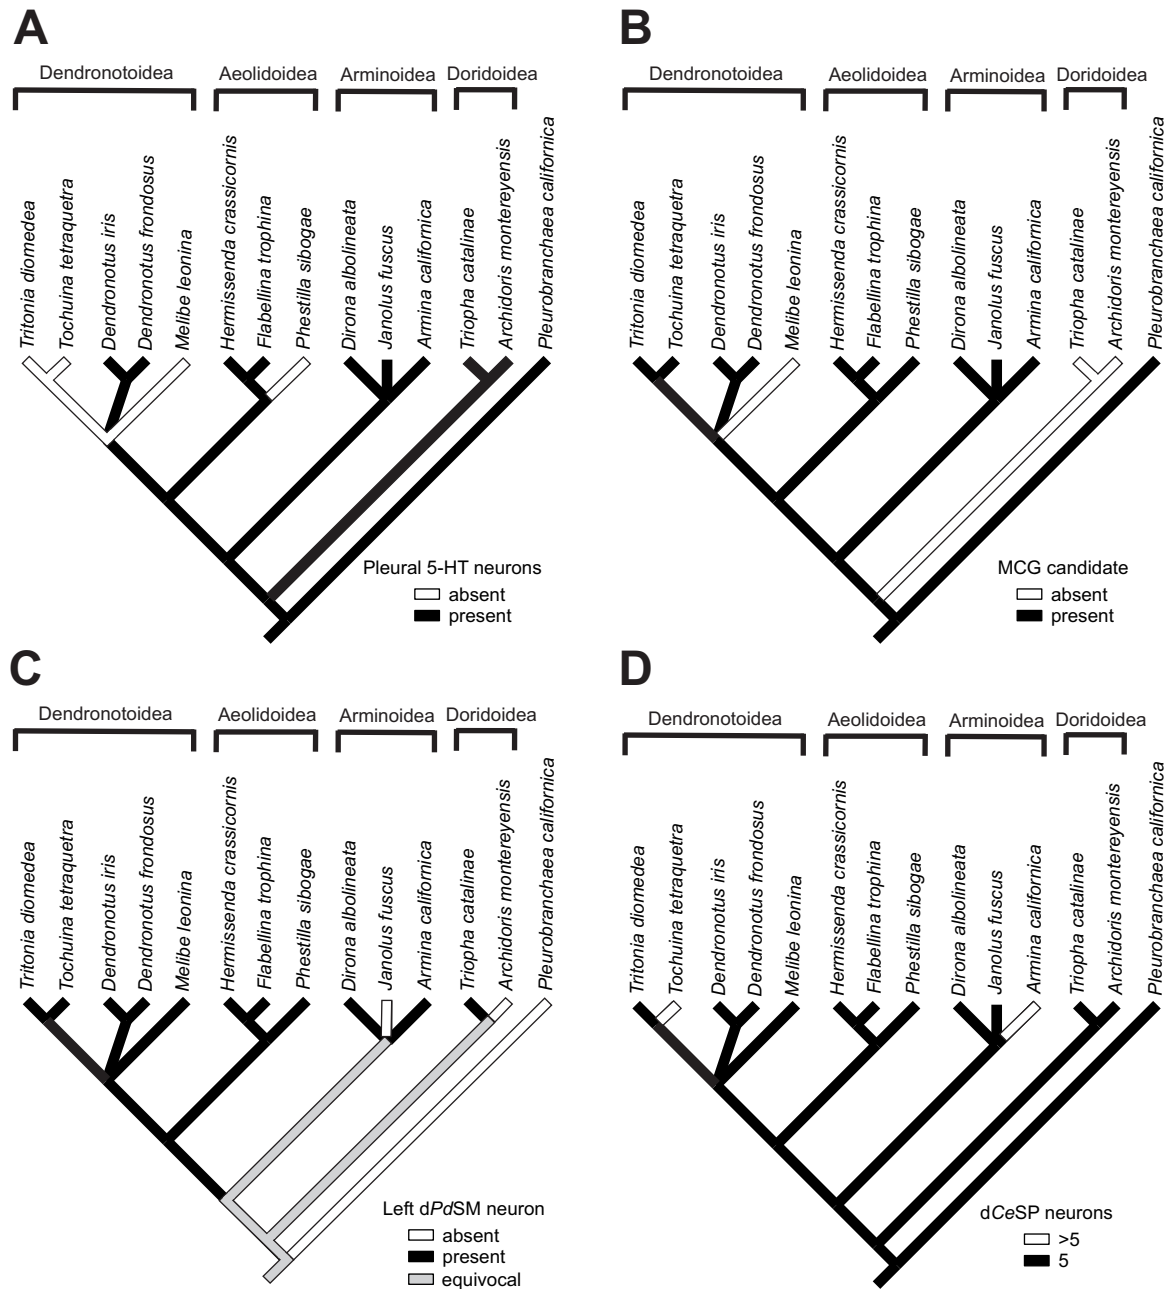 A
Dendronotoidea Aeolidoidea Arminoidea Doridoidea
Tritonia diomedea
Tochuina tetraquetra
Dendronotus iris
Dendronotus frondosus
Melibe leonina
Hermissenda crassicornis
Flabellina trophina
Phestilla sibogae
Dirona albolineata
Janolus fuscus
Armina californica
Triopha catalinae
Archidoris montereyensis
Pleurobranchaea californica
Pleural 5-HT neurons
absent
present
B
Dendronotoidea Aeolidoidea Arminoidea Doridoidea
Tritonia diomedea
Tochuina tetraquetra
Dendronotus iris
Dendronotus frondosus
Melibe leonina
Hermissenda crassicornis
Flabellina trophina
Phestilla sibogae
Dirona albolineata
Janolus fuscus
Armina californica
Triopha catalinae
Archidoris montereyensis
Pleurobranchaea californica
MCG candidate
absent
present
C
Dendronotoidea Aeolidoidea Arminoidea Doridoidea
Tritonia diomedea
Tochuina tetraquetra
Dendronotus iris
Dendronotus frondosus
Melibe leonina
Hermissenda crassicornis
Flabellina trophina
Phestilla sibogae
Dirona albolineata
Janolus fuscus
Armina californica
Triopha catalinae
Archidoris montereyensis
Pleurobranchaea californica
Left dPdSM neuron
absent
present
equivocal
D
Dendronotoidea Aeolidoidea Arminoidea Doridoidea
Tritonia diomedea
Tochuina tetraquetra
Dendronotus iris
Dendronotus frondosus
Melibe leonina
Hermissenda crassicornis
Flabellina trophina
Phestilla sibogae
Dirona albolineata
Janolus fuscus
Armina californica
Triopha catalinae
Archidoris montereyensis
Pleurobranchaea californica
dCeSP neurons
>5
5